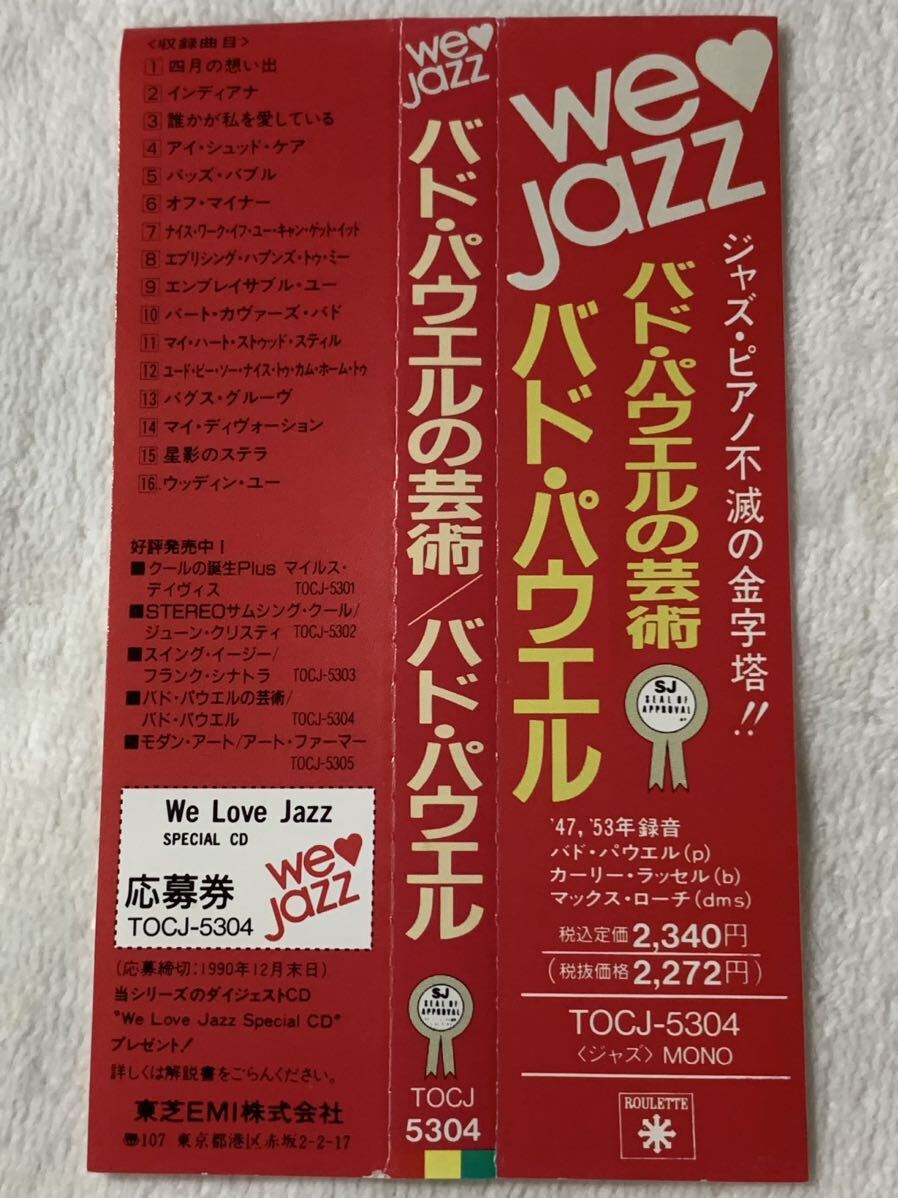 〈収録曲目〉
1 四月の想い出
2 インディアナ
3 誰かが私を愛している
4 アイ・シュッド・ケア
5 バッズ・バブル
6 オフ・マイナー
7 ナイス・ワーク・イフ・ユー・キャン・ゲット・イット
8 エブリシング・ハプンズ・トゥ・ミー
9 エンブレイサブル・ユー
10 バート・カヴァーズ・バド
11 マイ・ハート・ストゥッド・スティル
12 ユード・ビー・ソー・ナイス・トゥ・カム・ホーム・トゥ
13 バグス・グルーヴ
14 マイ・ディヴォーション
15 星影のステラ
16 ウッディン・ユー
好評発売中！
■クールの誕生Plus マイルス・
デイヴィス TOCJ-5301
■STEREOサムシング・クール/
ジューン・クリスティ TOCJ-5302
■スイング・イージー/
フランク・シナトラ TOCJ-5303
■バド・パウエルの芸術/
バド・パウエル TOCJ-5304
■モダン・アート/アート・ファーマー
TOCJ-5305
We Love Jazz
SPECIAL CD
応募券
TOCJ-5304
we♥
jazz
(応募締切:1990年12月末日)
当シリーズのダイジェストCD
"We Love Jazz Special CD"
プレゼント!
詳しくは解説書をごらんください。
東芝EMI株式会社
〠107 東京都港区赤坂2-2-17
we♥
jazz
バド・パウエルの芸術/バド・パウエル
SJ
SEAL OF
APPROVAL
TOCJ
5304
we♥
jazz
ジャズ・ピアノ不滅の金字塔!!
バド・パウエルの芸術
バド・パウエル
SJ
SEAL OF
APPROVAL
'47, '53年録音
バド・パウエル(p)
カーリー・ラッセル(b)
マックス・ローチ(dms)
税込定価2,340円
(税抜価格2,272円)
TOCJ-5304
〈ジャズ〉MONO
ROULETTE